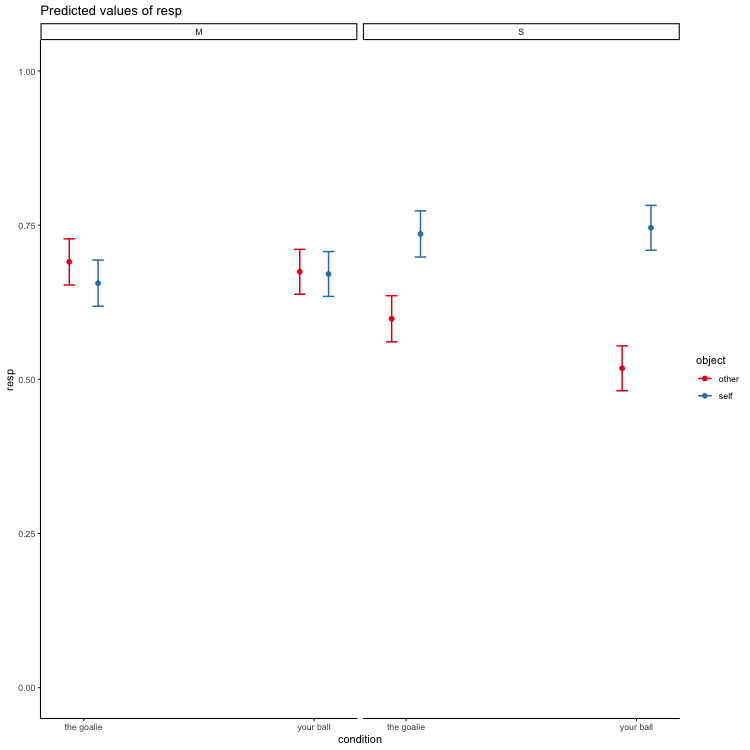 Predicted values of resp
M
S
1.00
0.75
0.50
0.25
0.00
resp
the goalie
your ball
the goalie
your ball
condition
object
other
self